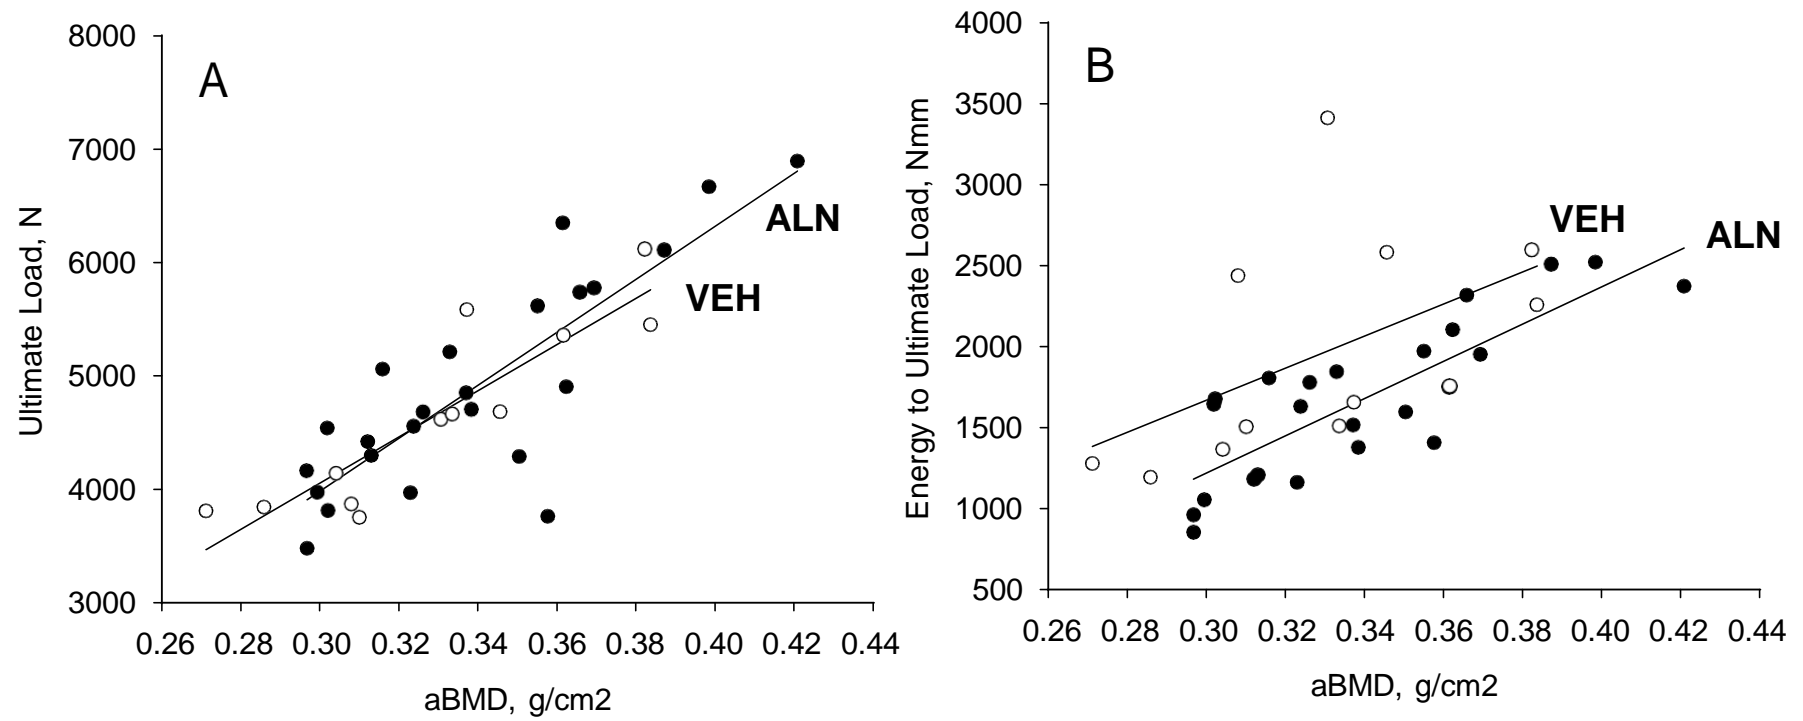 A
Ultimate Load, N
8000
7000
6000
5000
4000
3000
ALN
VEH
0.26 0.28 0.30 0.32 0.34 0.36 0.38 0.40 0.42 0.44
aBMD, g/cm2
B
Energy to Ultimate Load, Nmm
4000
3500
3000
2500
2000
1500
1000
500
VEH
ALN
0.26 0.28 0.30 0.32 0.34 0.36 0.38 0.40 0.42 0.44
aBMD, g/cm2